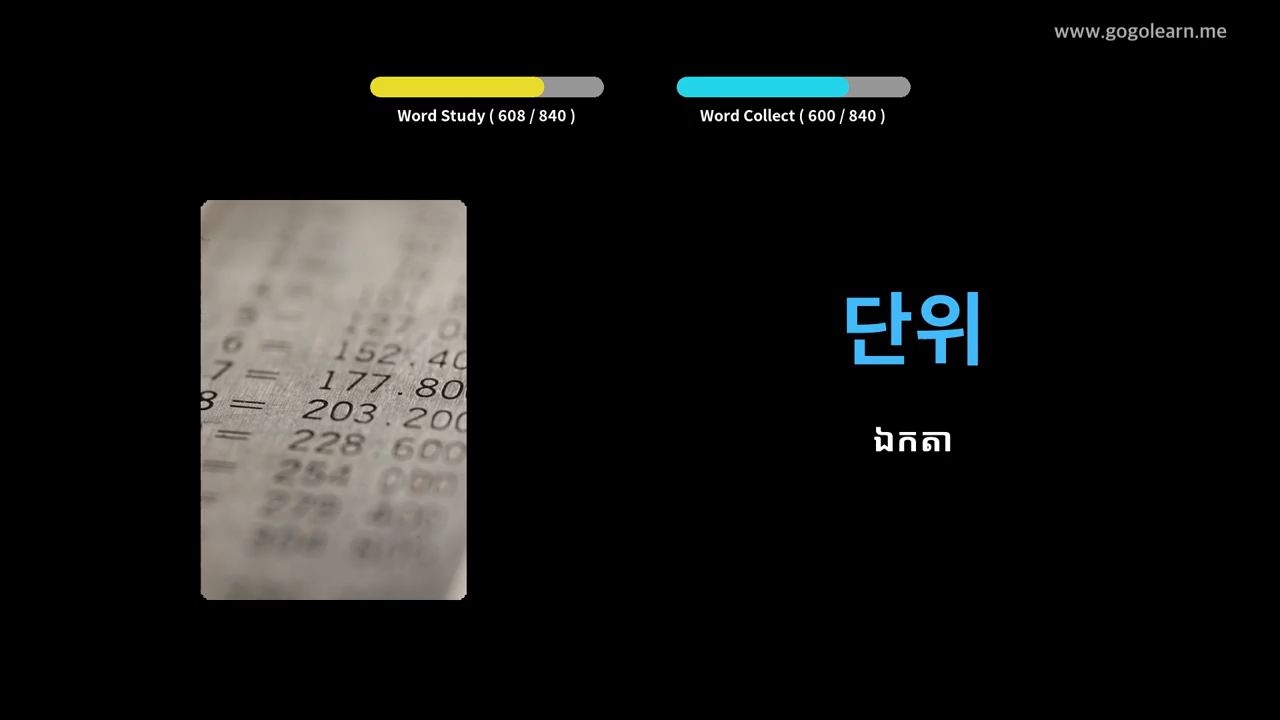 www.gogolearn.me
Word Study ( 608 / 840 )
Word Collect ( 600 / 840 )
6 = 152.40
7 = 177.80
8 = 203.200
= 228.600
254
단위
ឯកតា